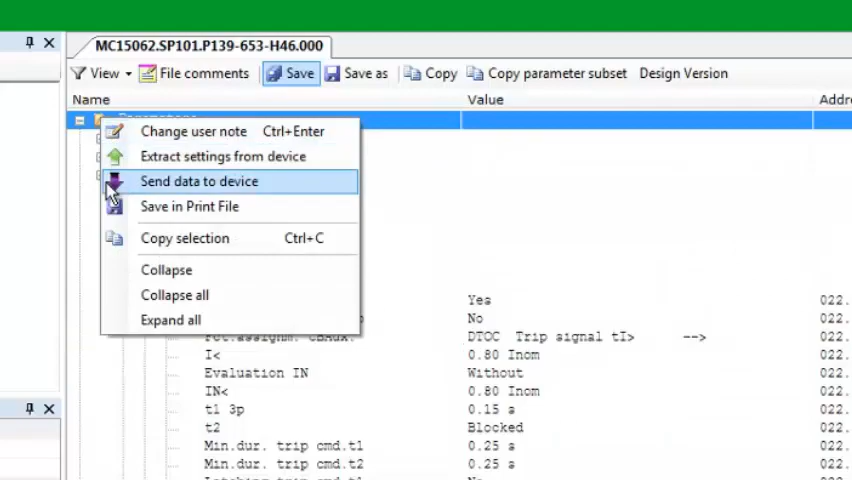 MC15062.SP101.P139-653-H46.000
View File comments Save Save as Copy Copy parameter subset Design Version
Name Value Addre
Change user note Ctrl+Enter
Extract settings from device
Send data to device
Save in Print File
Copy selection Ctrl+C
Collapse
Collapse all
Yes 022.
Expand all
No 022.
DTOC Trip signal tI> --> 022.
I< 0.80 Inom 022.
Evaluation IN Without 022.
IN< 0.80 Inom 022.
t1 3p 0.15 s 022.
t2 Blocked 022.
Min.dur. trip cmd.t1 0.25 s 022.
Min.dur. trip cmd.t2 0.25 s 022.